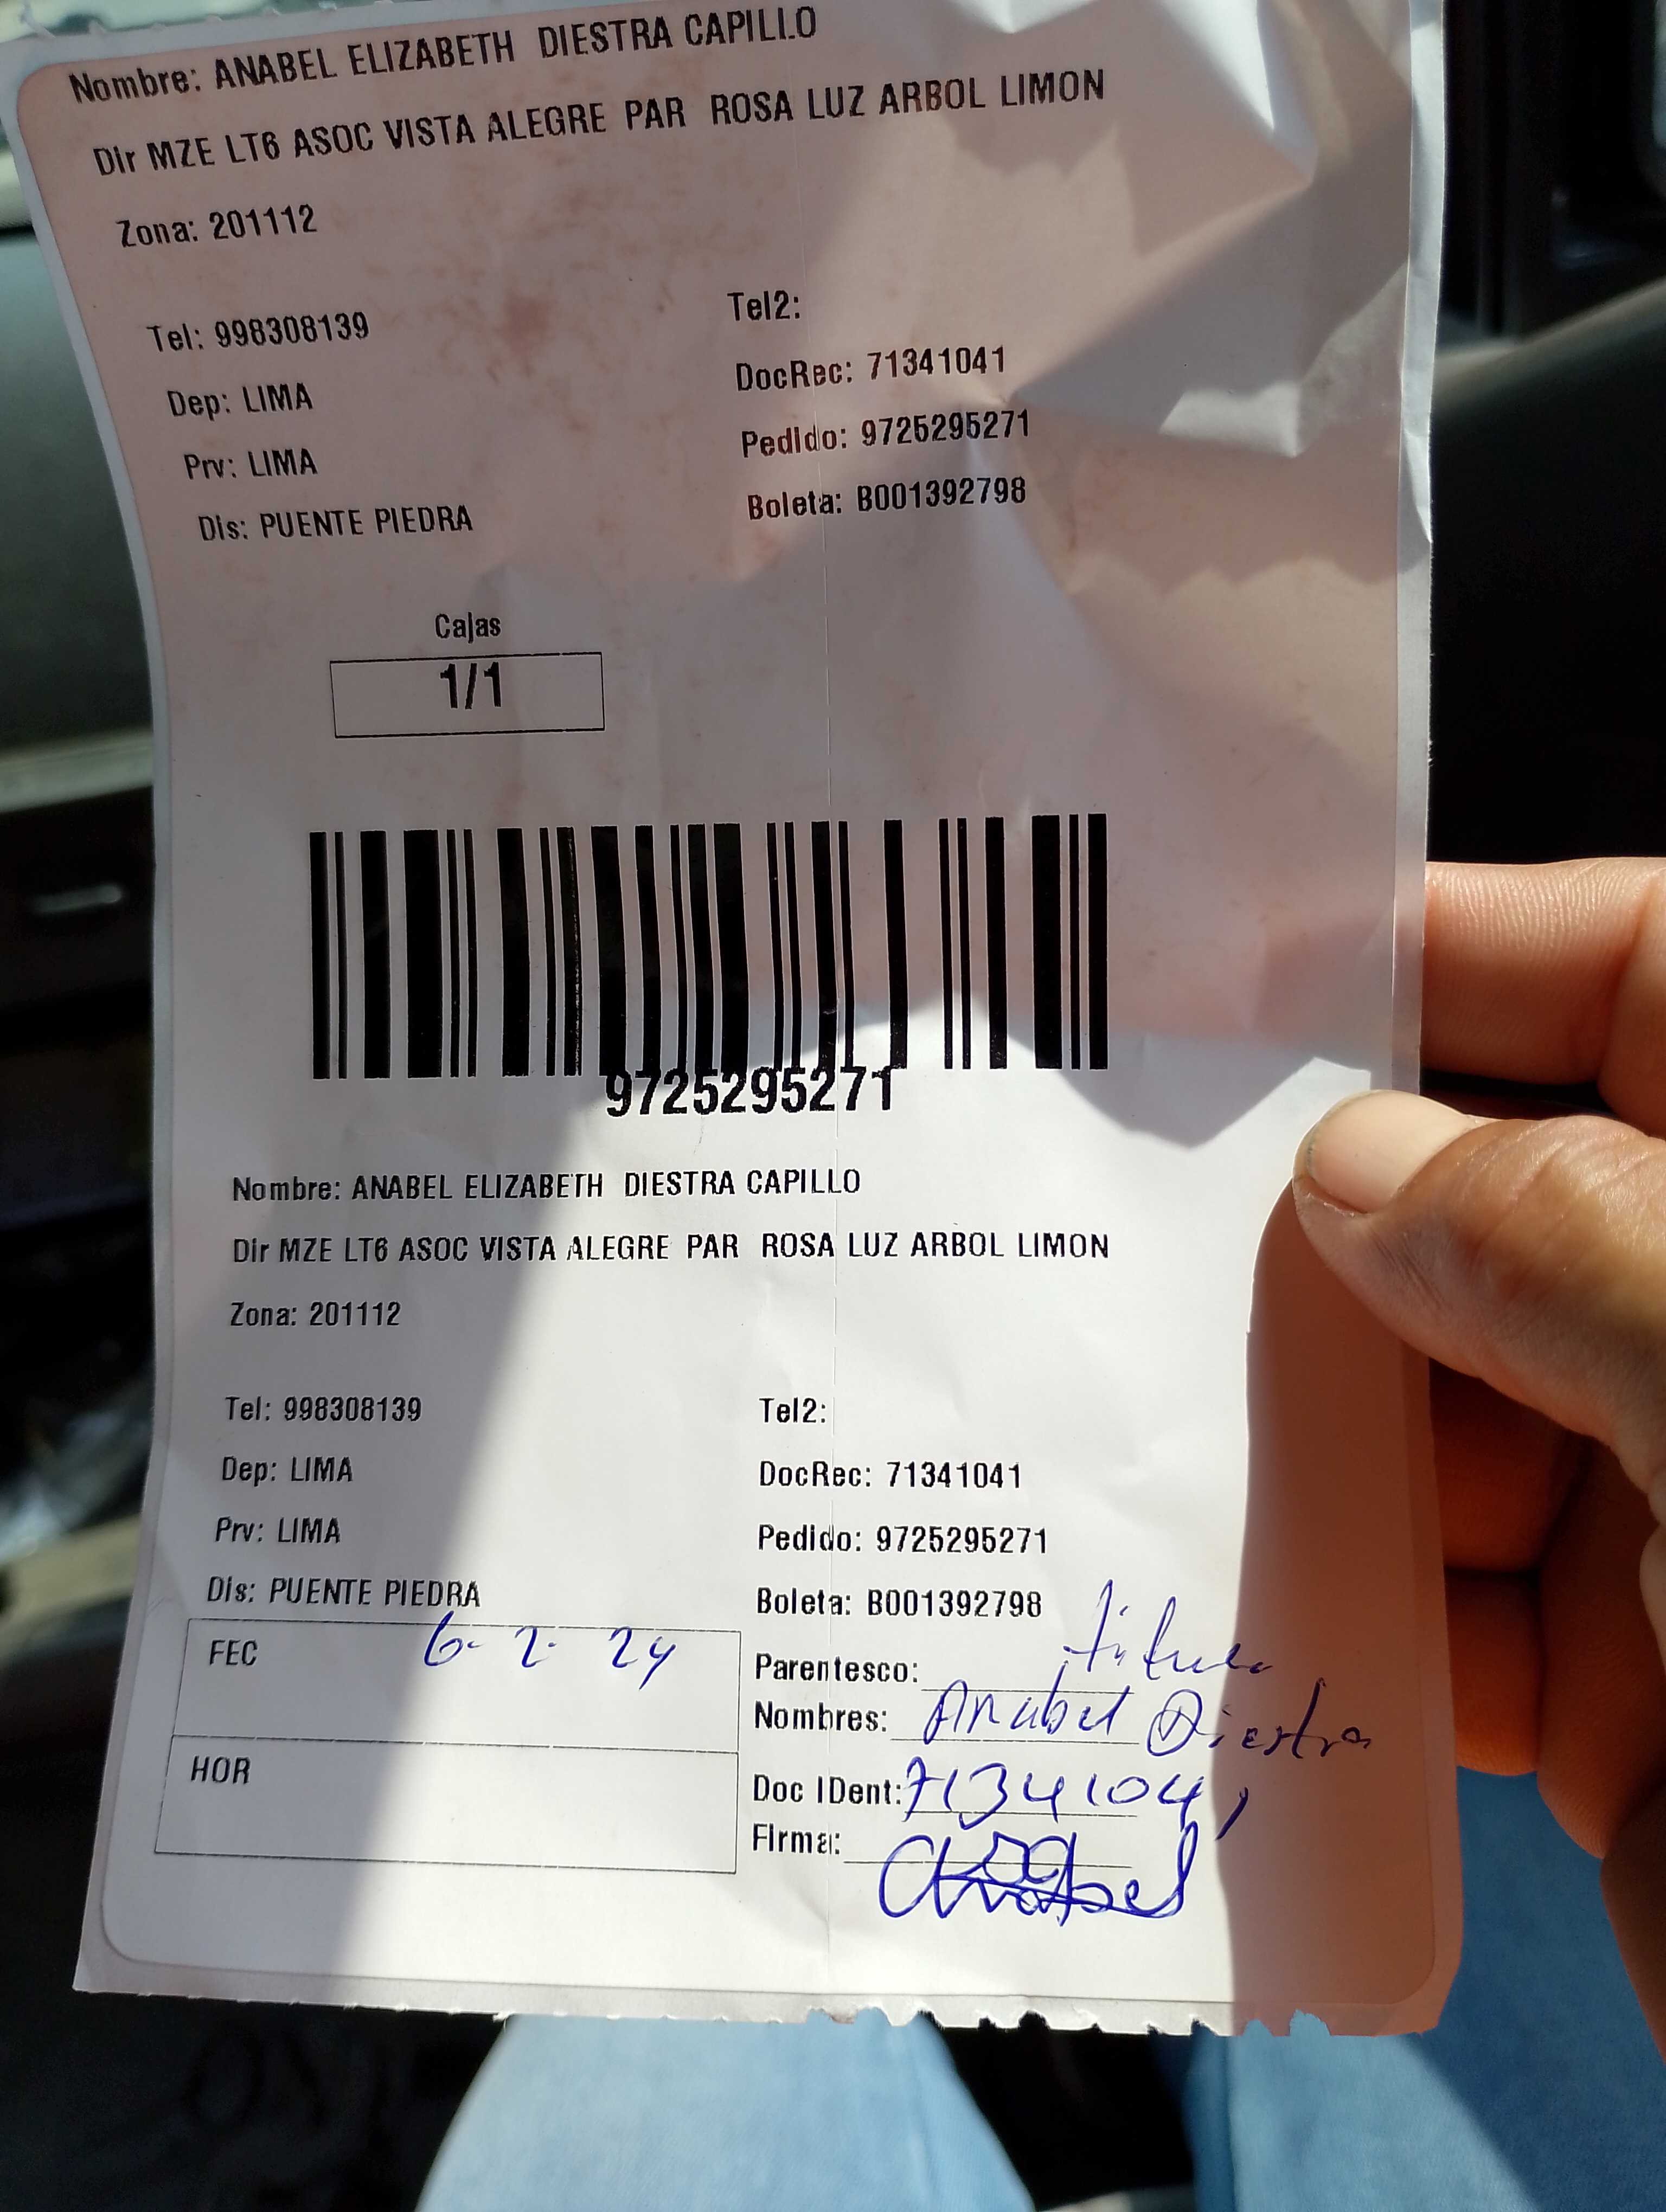 Nombre: ANABEL ELIZABETH DIESTRA CAPILLO
Dir MZE LT6 ASOC VISTA ALEGRE PAR ROSA LUZ ARBOL LIMON
Zona: 201112
Tel: 998308139 Tel2:
Dep: LIMA DocRec: 71341041
Prv: LIMA Pedido: 9725295271
Dis: PUENTE PIEDRA Boleta: B001392798
Cajas
1/1
9725295271
Nombre: ANABEL ELIZABETH DIESTRA CAPILLO
Dir MZE LT6 ASOC VISTA ALEGRE PAR ROSA LUZ ARBOL LIMON
Zona: 201112
Tel: 998308139 Tel2:
Dep: LIMA DocRec: 71341041
Prv: LIMA Pedido: 9725295271
Dis: PUENTE PIEDRA Boleta: B001392798
FEC 6-2-24 Parentesco:
Nombres: Anabel Diestra
HOR Doc IDent: 71341041
Firma: Anabel